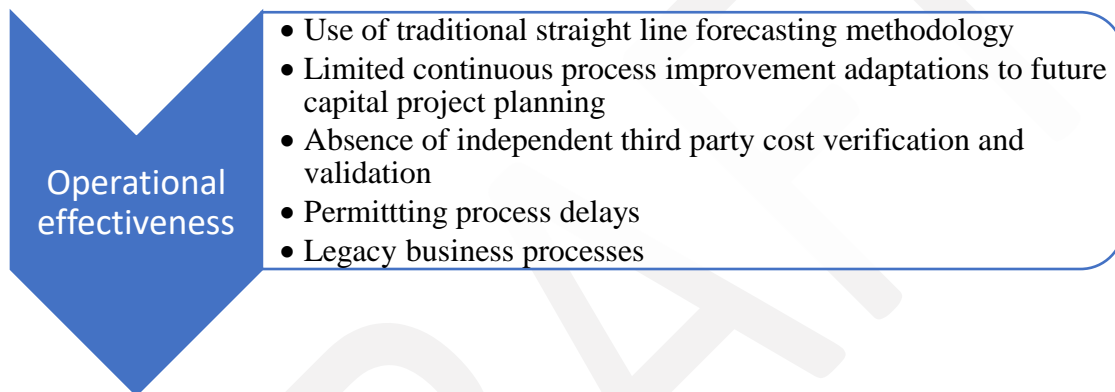 Operational
effectiveness
• Use of traditional straight line forecasting methodology
• Limited continuous process improvement adaptations to future
capital project planning
• Absence of independent third party cost verification and
validation
• Permittting process delays
• Legacy business processes